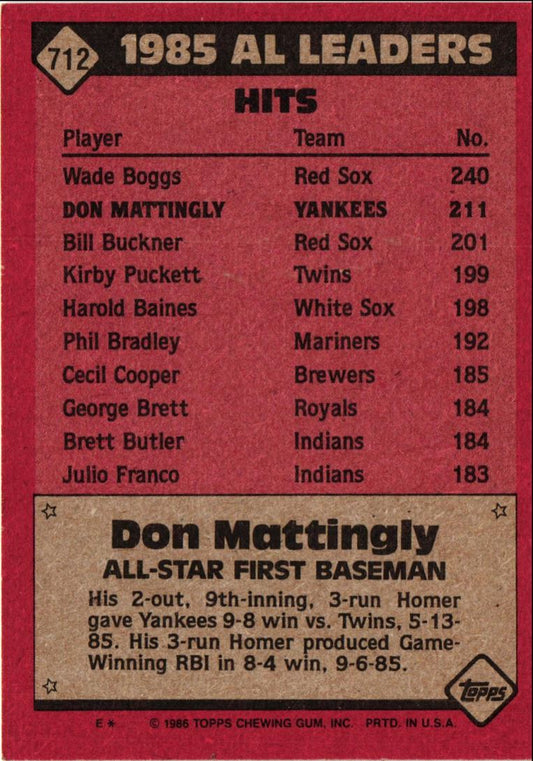 712
1985 AL LEADERS
HITS
Player Team No.
Wade Boggs Red Sox 240
DON MATTINGLY YANKEES 211
Bill Buckner Red Sox 201
Kirby Puckett Twins 199
Harold Baines White Sox 198
Phil Bradley Mariners 192
Cecil Cooper Brewers 185
George Brett Royals 184
Brett Butler Indians 184
Julio Franco Indians 183
Don Mattingly
ALL-STAR FIRST BASEMAN
His 2-out, 9th-inning, 3-run Homer
gave Yankees 9-8 win vs. Twins, 5-13-
85. His 3-run Homer produced Game-
Winning RBI in 8-4 win, 9-6-85.
Topps
E * © 1986 TOPPS CHEWING GUM, INC. PRTD. IN U.S.A.